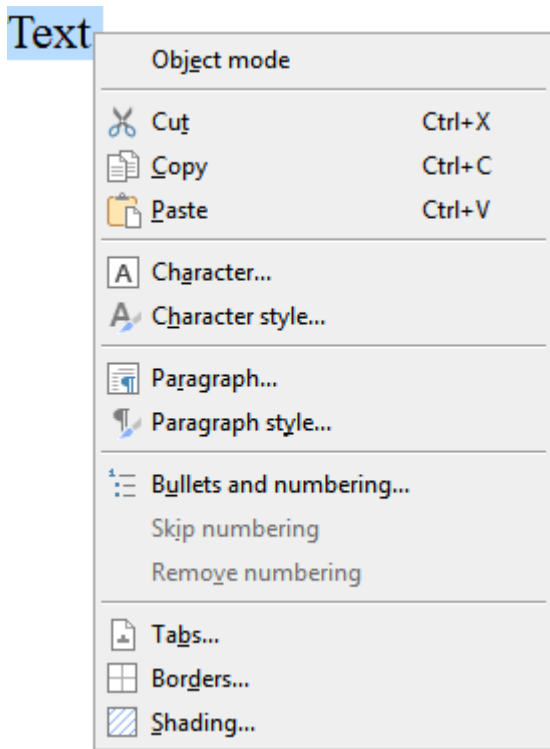 Text
Object mode
Cut Ctrl+X
Copy Ctrl+C
Paste Ctrl+V
Character...
Character style...
Paragraph...
Paragraph style...
Bullets and numbering...
Skip numbering
Remove numbering
Tabs...
Borders...
Shading...